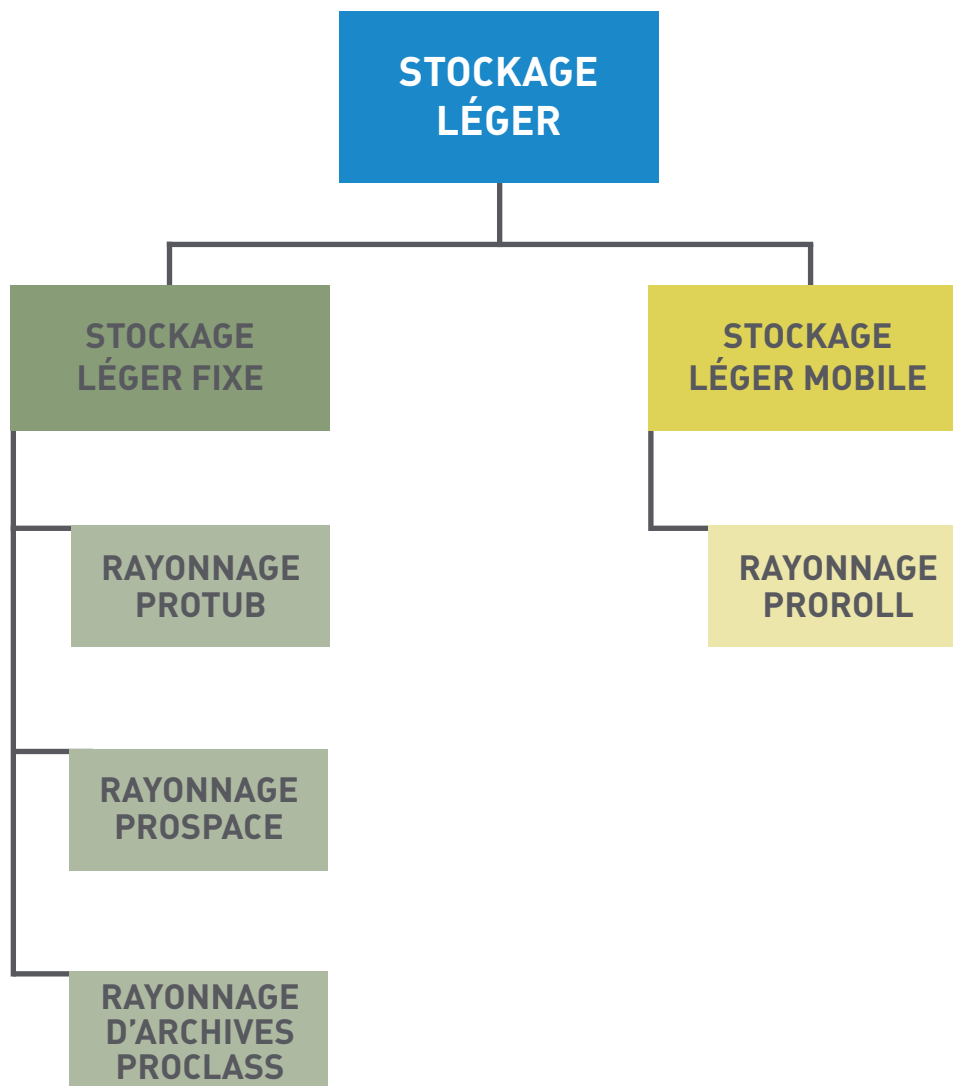 STOCKAGE
LÉGER
STOCKAGE
LÉGER FIXE
STOCKAGE
LÉGER MOBILE
RAYONNAGE
PROTUB
RAYONNAGE
PROROLL
RAYONNAGE
PROSPACE
RAYONNAGE
D’ARCHIVES
PROCLASS